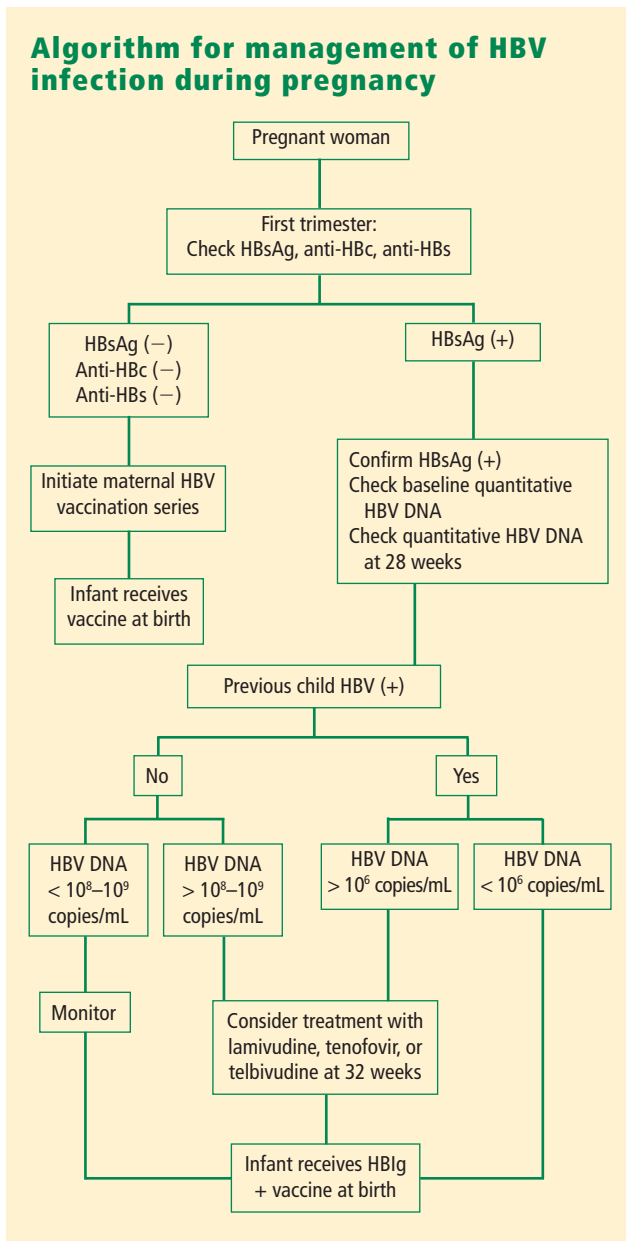 Algorithm for management of HBV
infection during pregnancy
Pregnant woman
First trimester:
Check HBsAg, anti-HBc, anti-HBs
HBsAg (−)
Anti-HBc (−)
Anti-HBs (−)
HBsAg (+)
Initiate maternal HBV
vaccination series
Confirm HBsAg (+)
Check baseline quantitative
HBV DNA
Check quantitative HBV DNA
at 28 weeks
Infant receives
vaccine at birth
Previous child HBV (+)
No
Yes
HBV DNA
< 10⁸–10⁹
copies/mL
HBV DNA
> 10⁸–10⁹
copies/mL
HBV DNA
> 10⁶ copies/mL
HBV DNA
< 10⁶ copies/mL
Monitor
Consider treatment with
lamivudine, tenofovir, or
telbivudine at 32 weeks
Infant receives HBIg
+ vaccine at birth